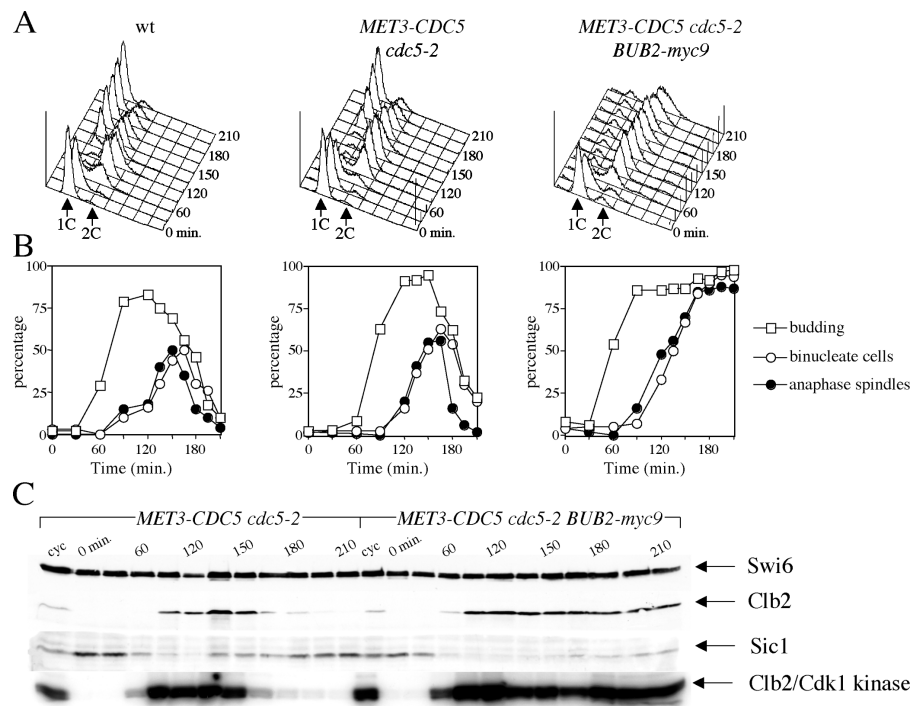 A
wt
MET3-CDC5
cdc5-2
MET3-CDC5 cdc5-2
BUB2-myc9
210
180
150
120
60
0 min.
1C
2C
210
180
150
120
60
0 min.
1C
2C
210
180
150
120
60
0 min.
1C
2C
B
100
75
50
25
0
percentage
0 60 120 180
Time (min.)
100
75
50
25
0
percentage
0 60 120 180
Time (min.)
100
75
50
25
0
percentage
0 60 120 180
Time (min.)
budding
binucleate cells
anaphase spindles
C
MET3-CDC5 cdc5-2
MET3-CDC5 cdc5-2 BUB2-myc9
cyc 0 min. 60 120 150 180 210 cyc 0 min. 60 120 150 180 210
Swi6
Clb2
Sic1
Clb2/Cdk1 kinase